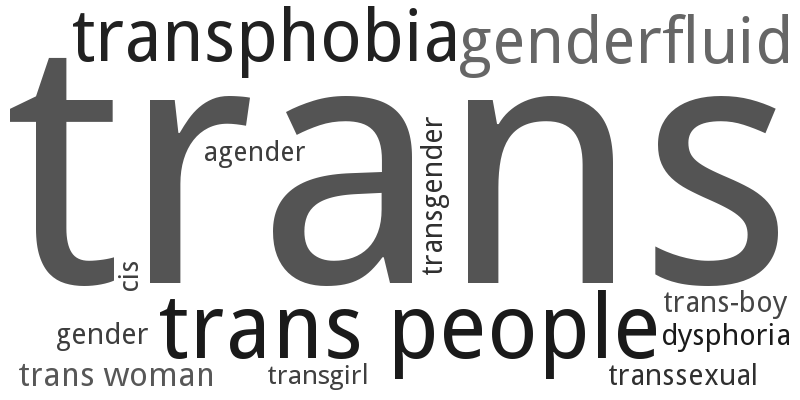 transphobia
genderfluid
trans
agender
transgender
cis
trans people
trans-boy
gender
dysphoria
trans woman
transgirl
transsexual